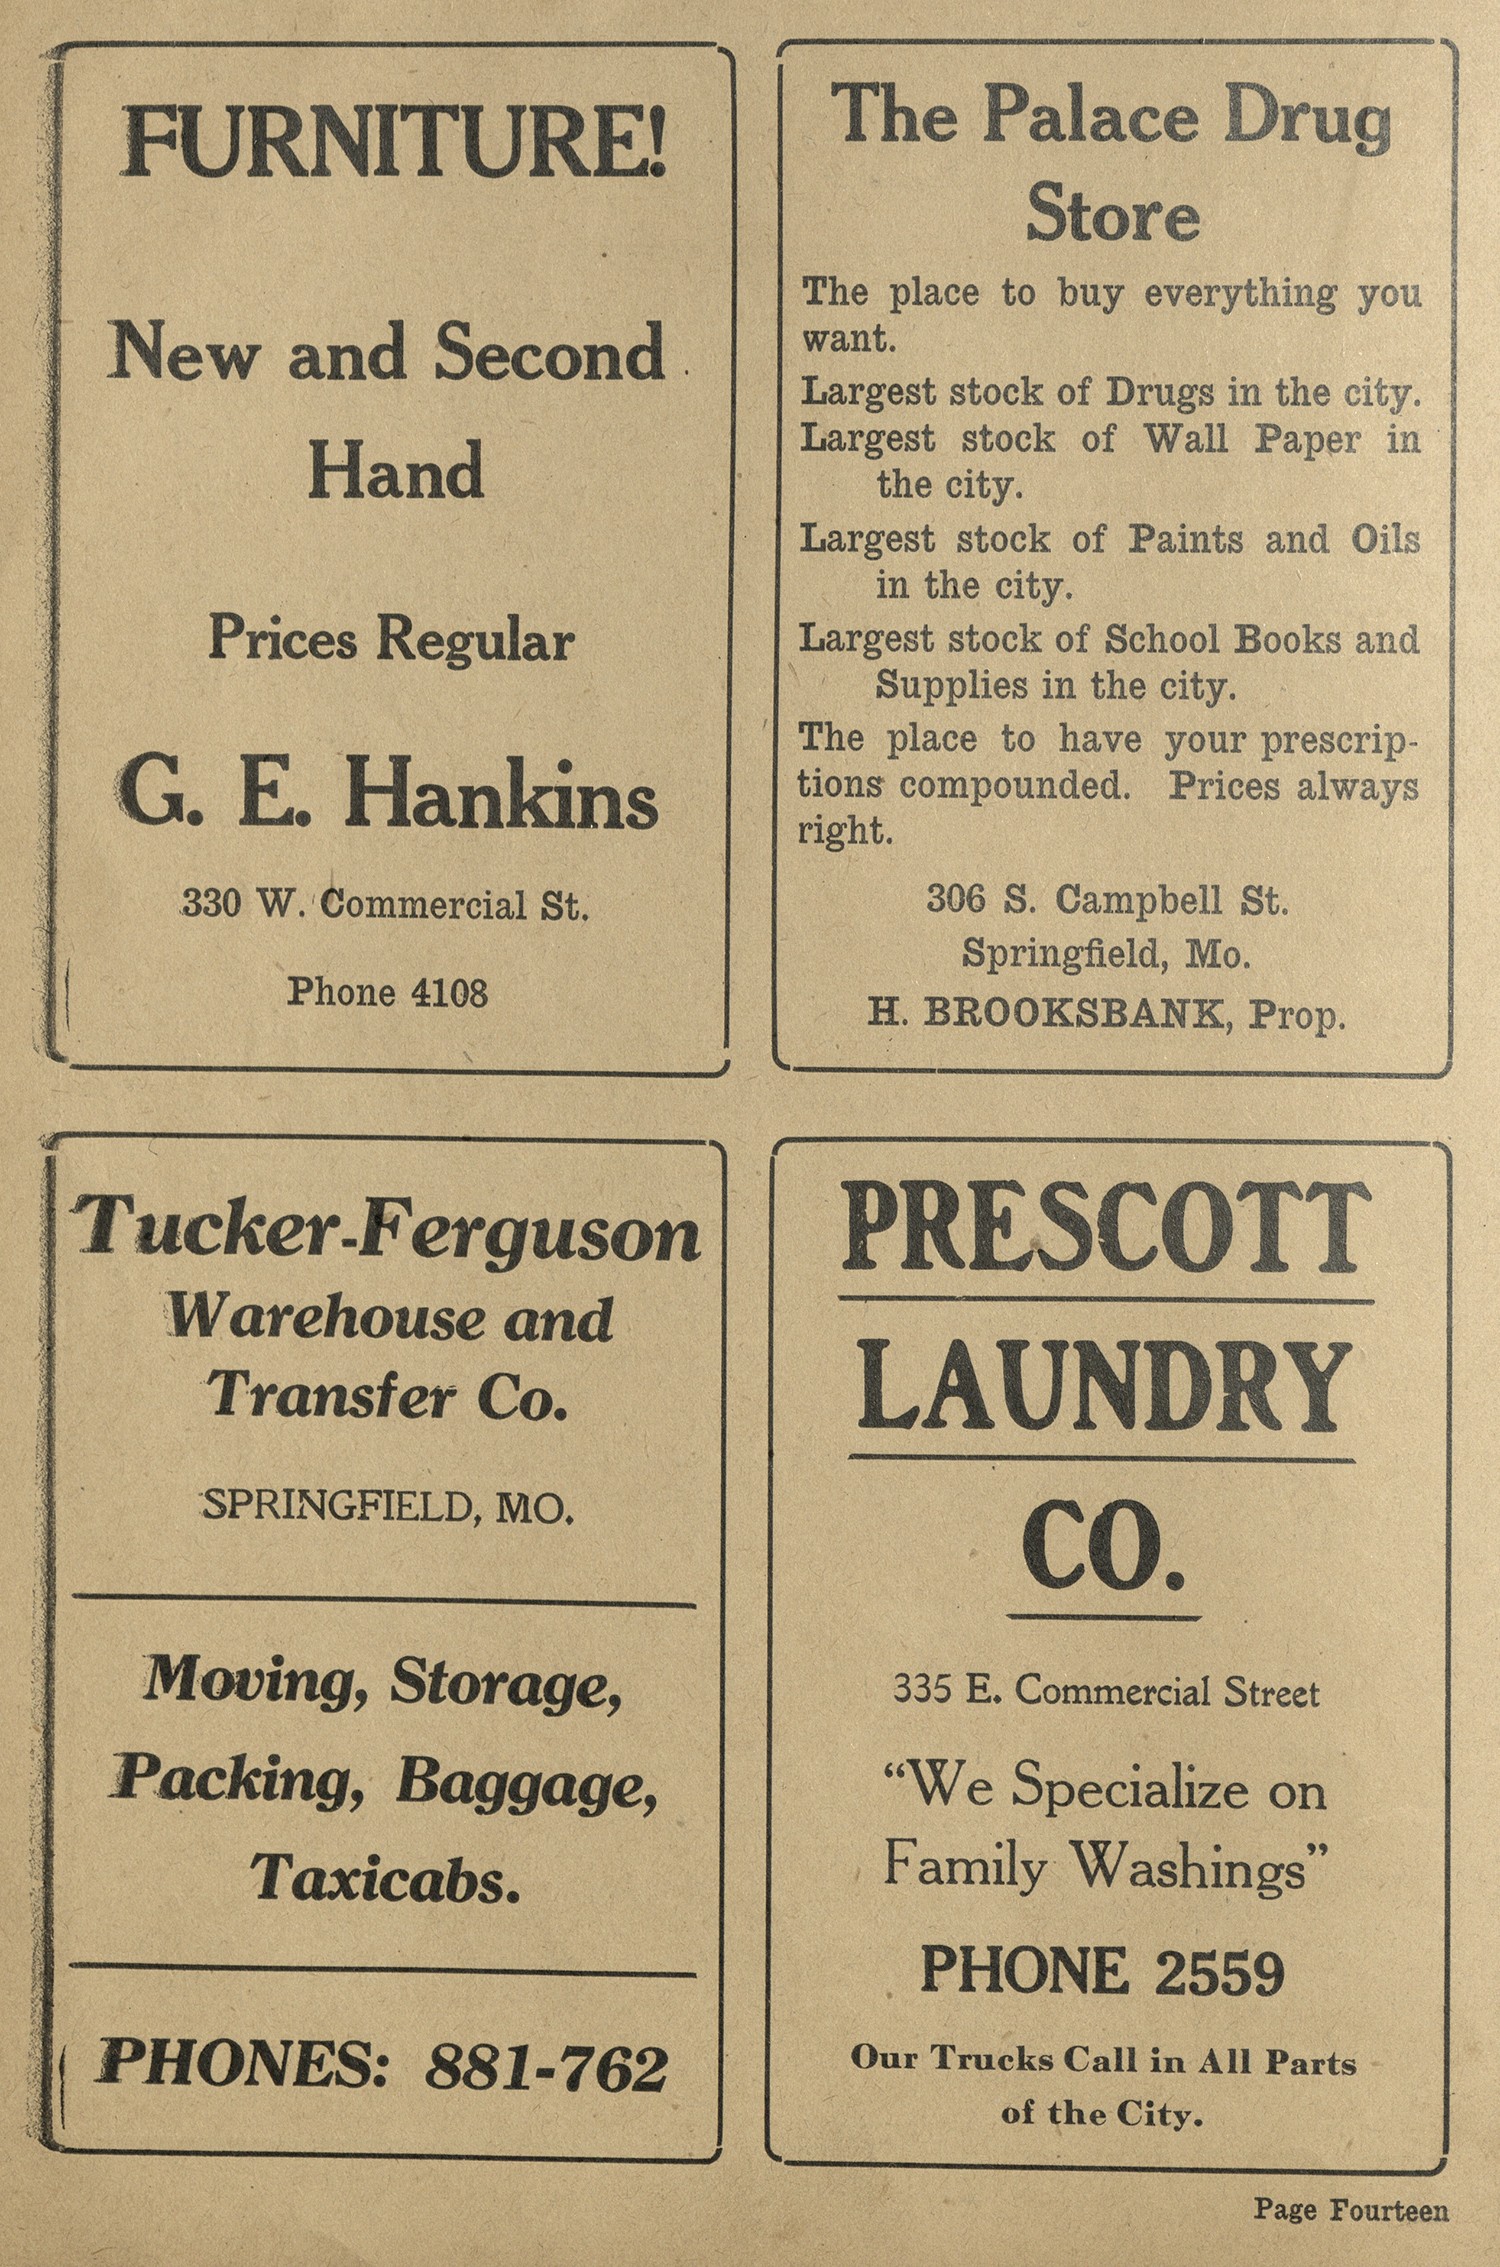 FURNITURE!
New and Second
Hand
Prices Regular
G. E. Hankins
330 W. Commercial St.
Phone 4108
The Palace Drug
Store
The place to buy everything you
want.
Largest stock of Drugs in the city.
Largest stock of Wall Paper in
the city.
Largest stock of Paints and Oils
in the city.
Largest stock of School Books and
Supplies in the city.
The place to have your prescrip-
tions compounded. Prices always
right.
306 S. Campbell St.
Springfield, Mo.
H. BROOKSBANK, Prop.
Tucker-Ferguson
Warehouse and
Transfer Co.
SPRINGFIELD, MO.
Moving, Storage,
Packing, Baggage,
Taxicabs.
PHONES: 881-762
PRESCOTT
LAUNDRY
CO.
335 E. Commercial Street
“We Specialize on
Family Washings”
PHONE 2559
Our Trucks Call in All Parts
of the City.
Page Fourteen